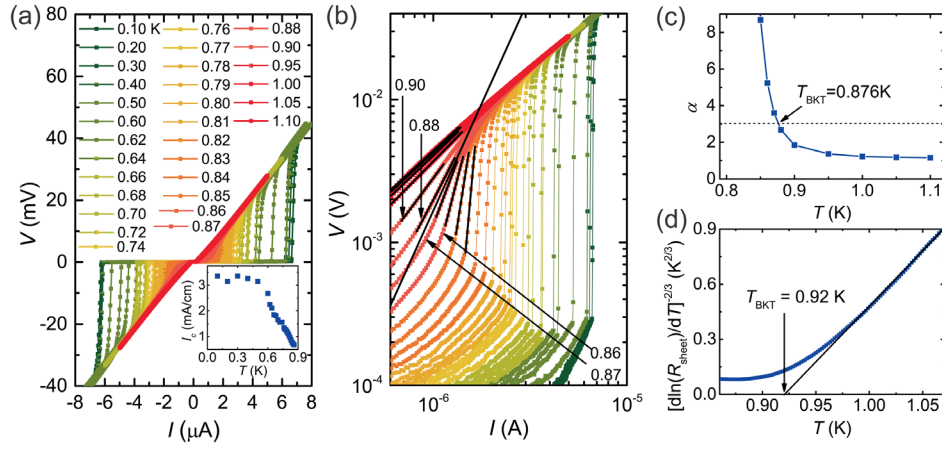 (a)
80
40
20
0
-20
-40
V (mV)
-8 -6 -4 -2 0 2 4 6 8
I (µA)
0.10 K
0.20
0.30
0.40
0.50
0.60
0.62
0.64
0.66
0.68
0.70
0.72
0.74
0.76
0.77
0.78
0.79
0.80
0.81
0.82
0.83
0.84
0.85
0.86
0.87
0.88
0.90
0.95
1.00
1.05
1.10
I_c (mA/cm)
3
2
1
0.0 0.3 0.6 0.9
T (K)
(b)
V (V)
10⁻²
10⁻³
10⁻⁴
10⁻⁶ 10⁻⁵
I (A)
0.90
0.88
0.86
0.87
(c)
α
8
6
4
2
0
0.8 0.9 1.0 1.1
T (K)
T_BKT=0.876K
(d)
[dln(R_sheet)/dT]^-2/3 (K^2/3)
0.9
0.6
0.3
0.0
0.90 0.95 1.00 1.05
T (K)
T_BKT = 0.92 K